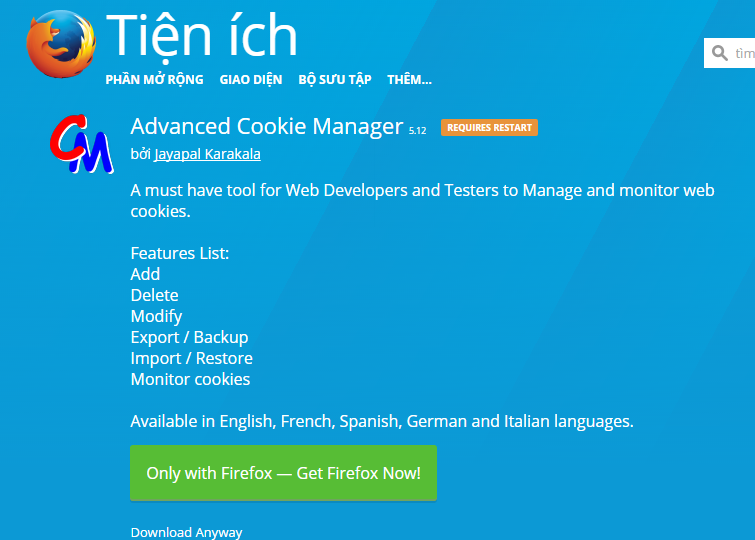 Tiện ích
PHẦN MỞ RỘNG GIAO DIỆN BỘ SƯU TẬP THÊM...
tìm
CM
Advanced Cookie Manager 5.12 REQUIRES RESTART
bởi Jayapal Karakala
A must have tool for Web Developers and Testers to Manage and monitor web
cookies.
Features List:
Add
Delete
Modify
Export / Backup
Import / Restore
Monitor cookies
Available in English, French, Spanish, German and Italian languages.
Only with Firefox — Get Firefox Now!
Download Anyway